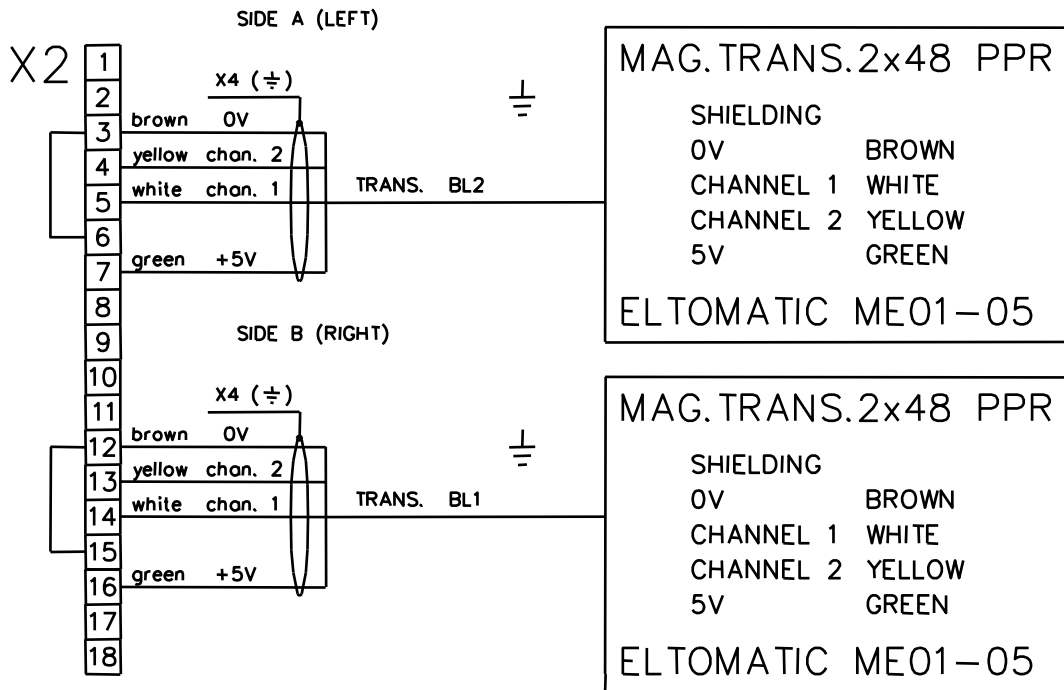 SIDE A (LEFT)
X2
1
2
3
4
5
6
7
8
9
10
11
12
13
14
15
16
17
18
X4 (⏚)
brown 0V
yellow chan. 2
white chan. 1
green +5V
TRANS. BL2
MAG.TRANS.2x48 PPR
SHIELDING
0V BROWN
CHANNEL 1 WHITE
CHANNEL 2 YELLOW
5V GREEN
ELTOMATIC ME01-05
SIDE B (RIGHT)
X4 (⏚)
brown 0V
yellow chan. 2
white chan. 1
green +5V
TRANS. BL1
MAG.TRANS.2x48 PPR
SHIELDING
0V BROWN
CHANNEL 1 WHITE
CHANNEL 2 YELLOW
5V GREEN
ELTOMATIC ME01-05